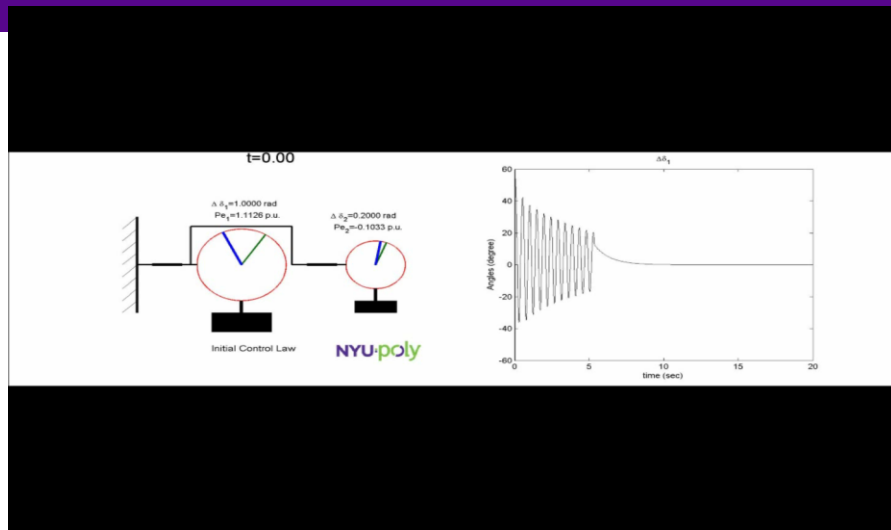 t=0.00
Δ δ1=1.0000 rad
Pe1=1.1126 p.u.
Δ δ2=0.2000 rad
Pe2=-0.1033 p.u.
Initial Control Law
NYU·poly
Δδ1
60
40
20
0
-20
-40
-60
Angles (degree)
0 5 10 15 20
time (sec)